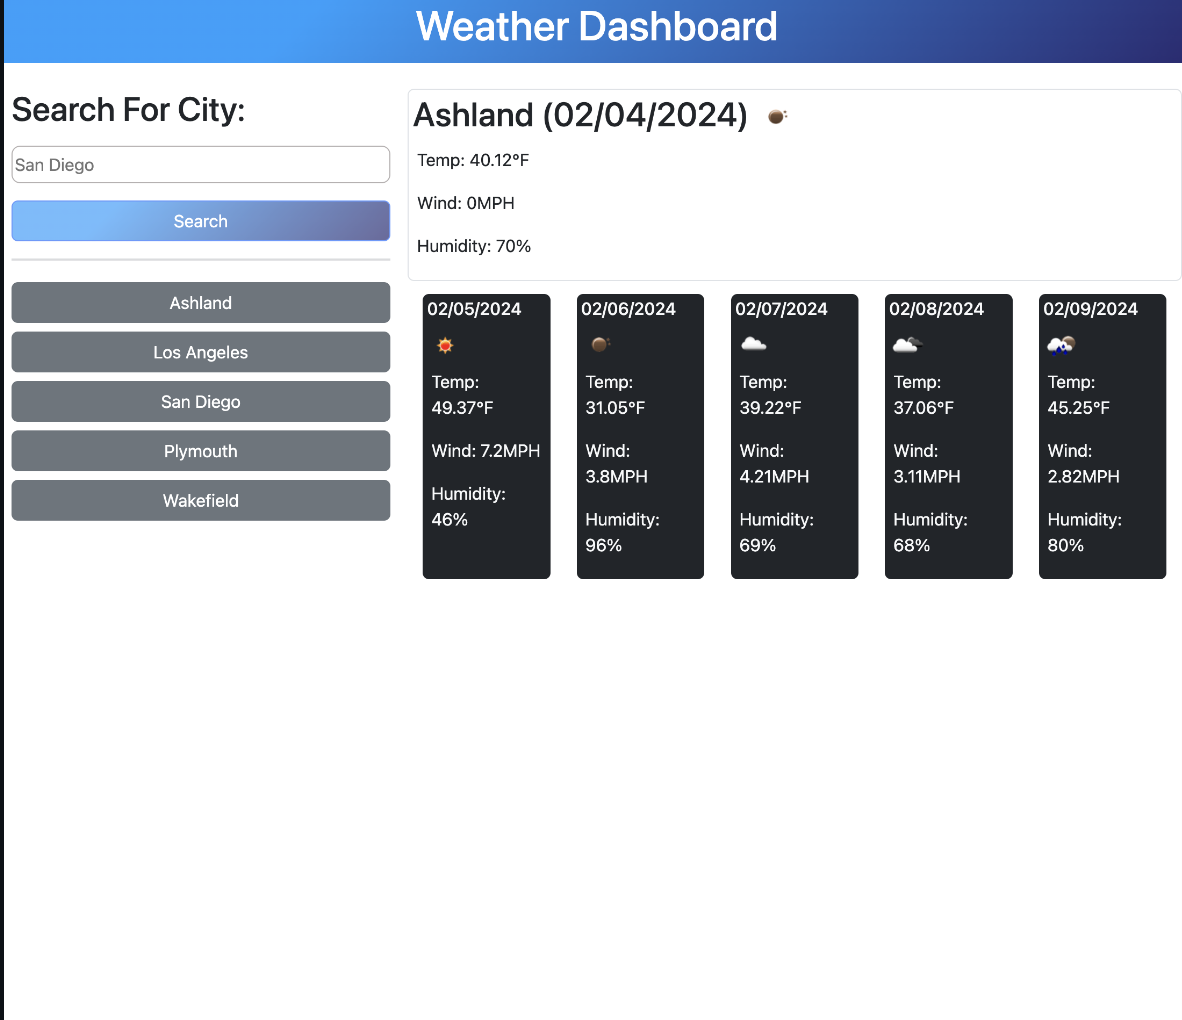 Weather Dashboard
Search For City:
San Diego
Search
Ashland
Los Angeles
San Diego
Plymouth
Wakefield
Ashland (02/04/2024)
Temp: 40.12°F
Wind: 0MPH
Humidity: 70%
02/05/2024
Temp:
49.37°F
Wind: 7.2MPH
Humidity:
46%
02/06/2024
Temp:
31.05°F
Wind:
3.8MPH
Humidity:
96%
02/07/2024
Temp:
39.22°F
Wind:
4.21MPH
Humidity:
69%
02/08/2024
Temp:
37.06°F
Wind:
3.11MPH
Humidity:
68%
02/09/2024
Temp:
45.25°F
Wind:
2.82MPH
Humidity:
80%